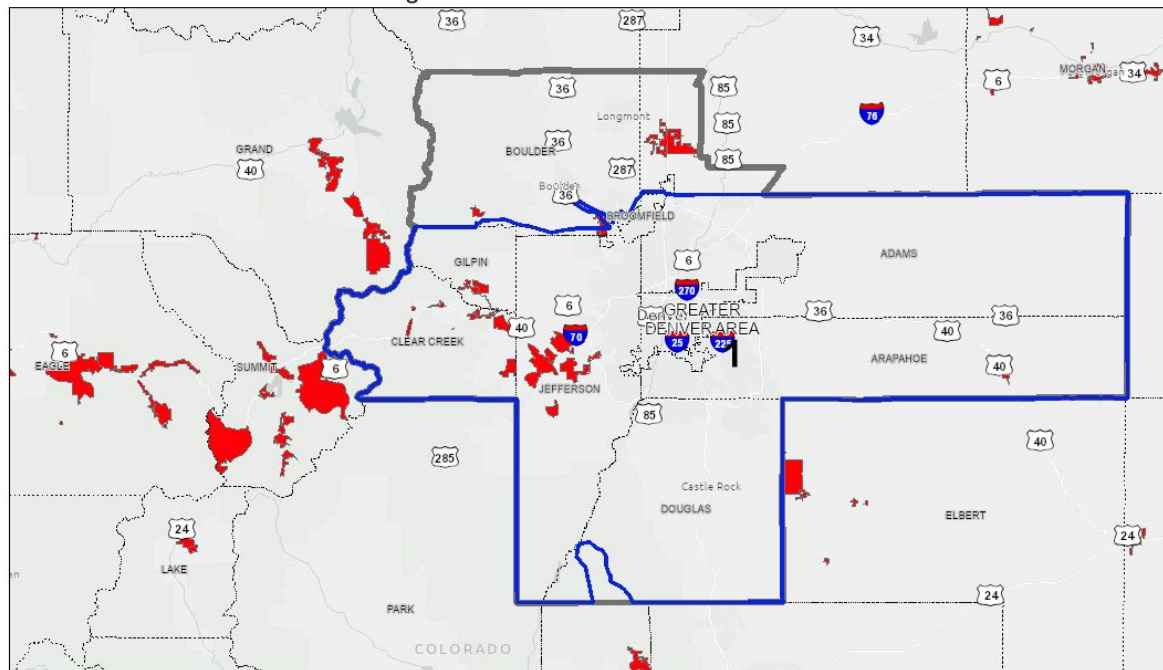 36
287
34
MORGAN
34
6
85
36
76
Longmont
85
36
BOULDER
GRAND
40
287
85
Boulder
36
BROOMFIELD
ADAMS
GILPIN
6
270
6
GREATER
DENVER AREA
Denver
36
36
40
70
25
225
1
40
CLEAR CREEK
EAGLE
6
SUMMIT
6
ARAPAHOE
40
JEFFERSON
85
285
40
Castle Rock
DOUGLAS
ELBERT
24
24
LAKE
24
PARK
COLORADO